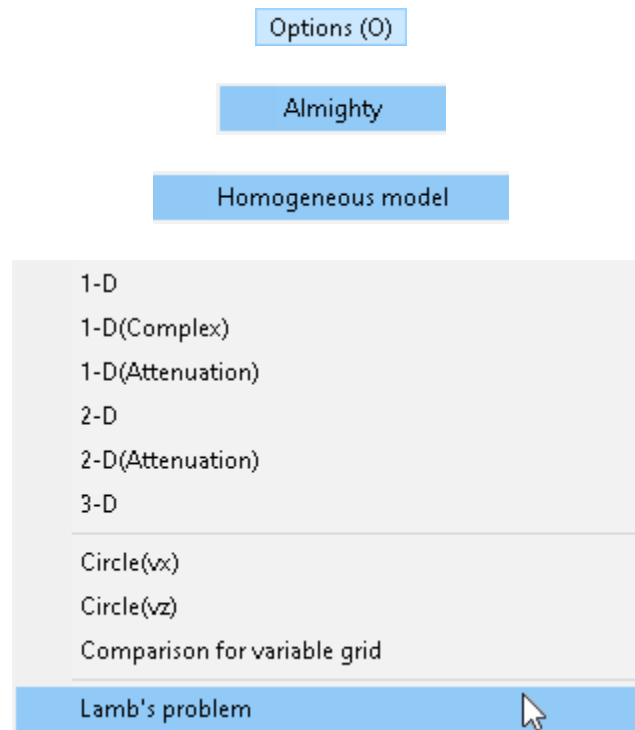 Options (O)
Almighty
Homogeneous model
1-D
1-D(Complex)
1-D(Attenuation)
2-D
2-D(Attenuation)
3-D
Circle(vx)
Circle(vz)
Comparison for variable grid
Lamb's problem